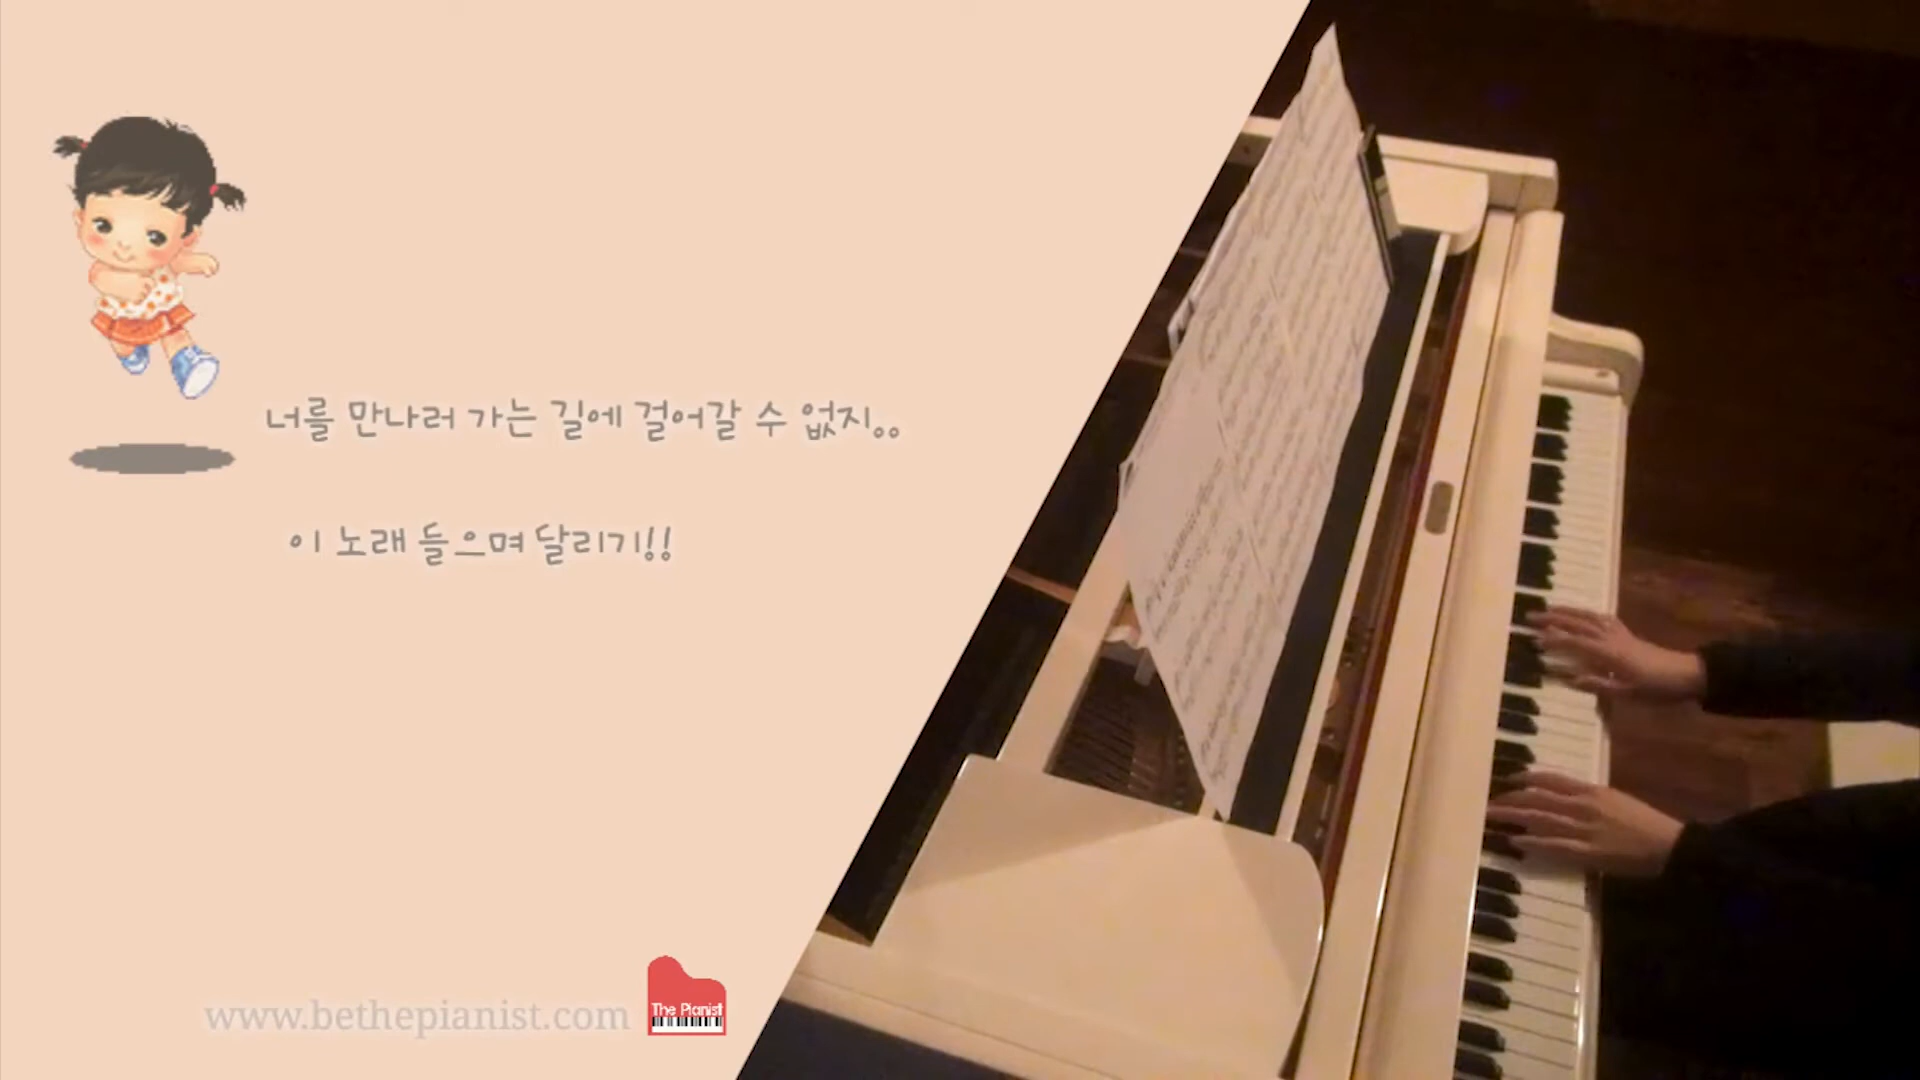 너를 만나러 가는 길에 걸어갈 수 없지。。
이 노래 들으며 달리기!!
www.bethepianist.com
The Pianist